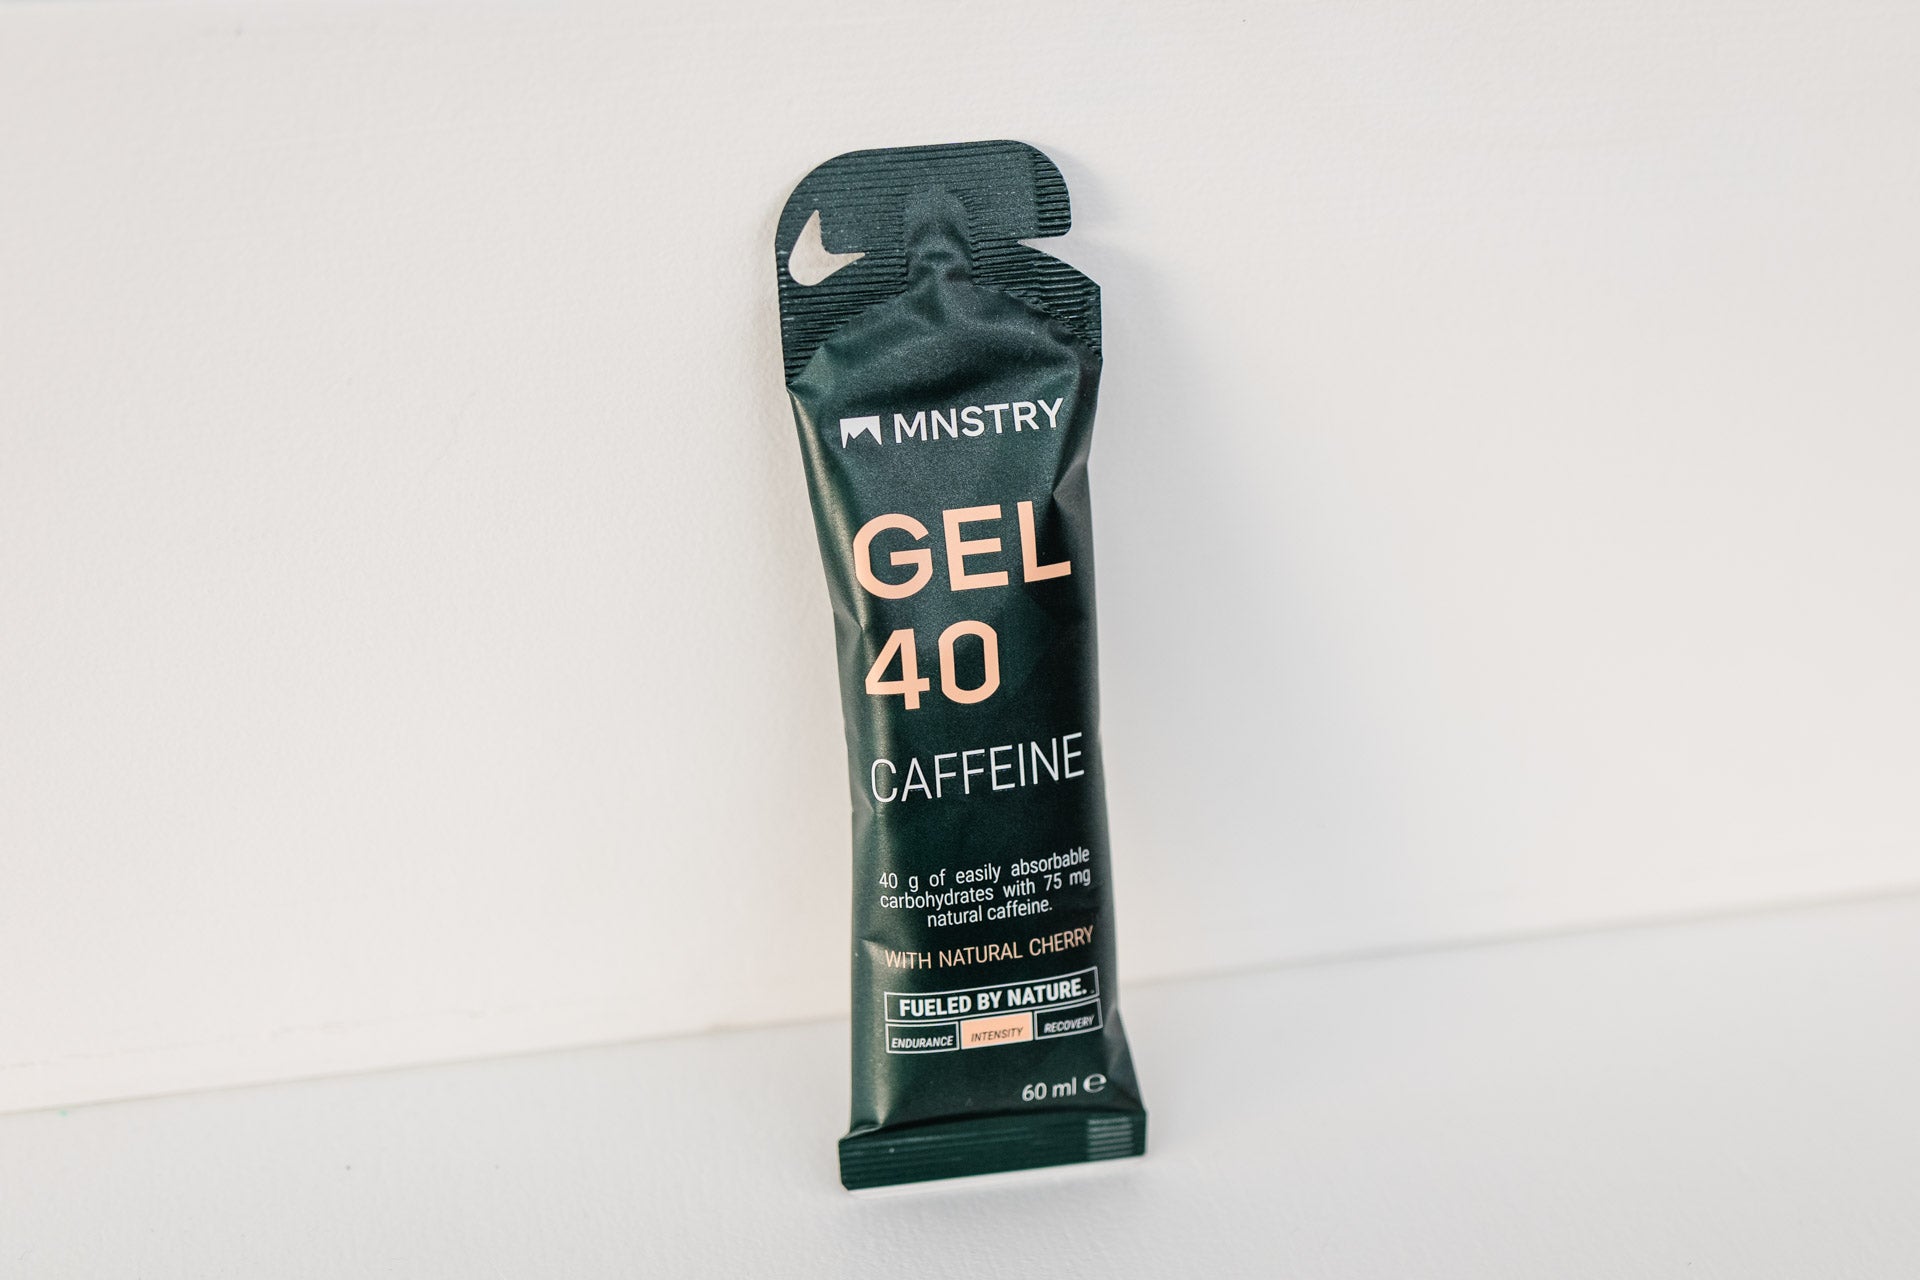 MNSTRY
GEL
40
CAFFEINE
40 g of easily absorbable
carbohydrates with 75 mg
natural caffeine.
WITH NATURAL CHERRY
FUELED BY NATURE.
ENDURANCE INTENSITY RECOVERY
60 ml ℮